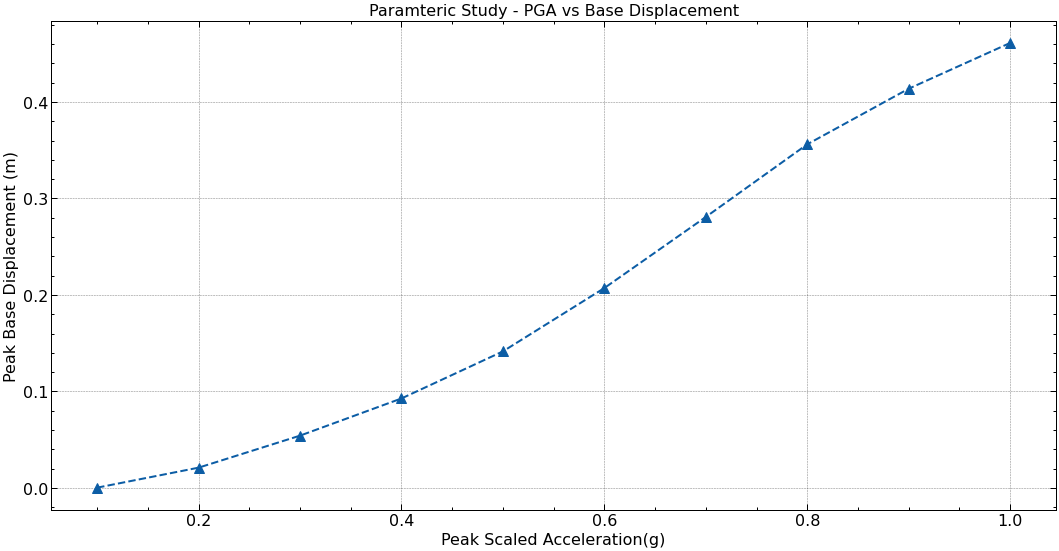 Paramteric Study - PGA vs Base Displacement
Peak Base Displacement (m)
0.4
0.3
0.2
0.1
0.0
0.2 0.4 0.6 0.8 1.0
Peak Scaled Acceleration(g)